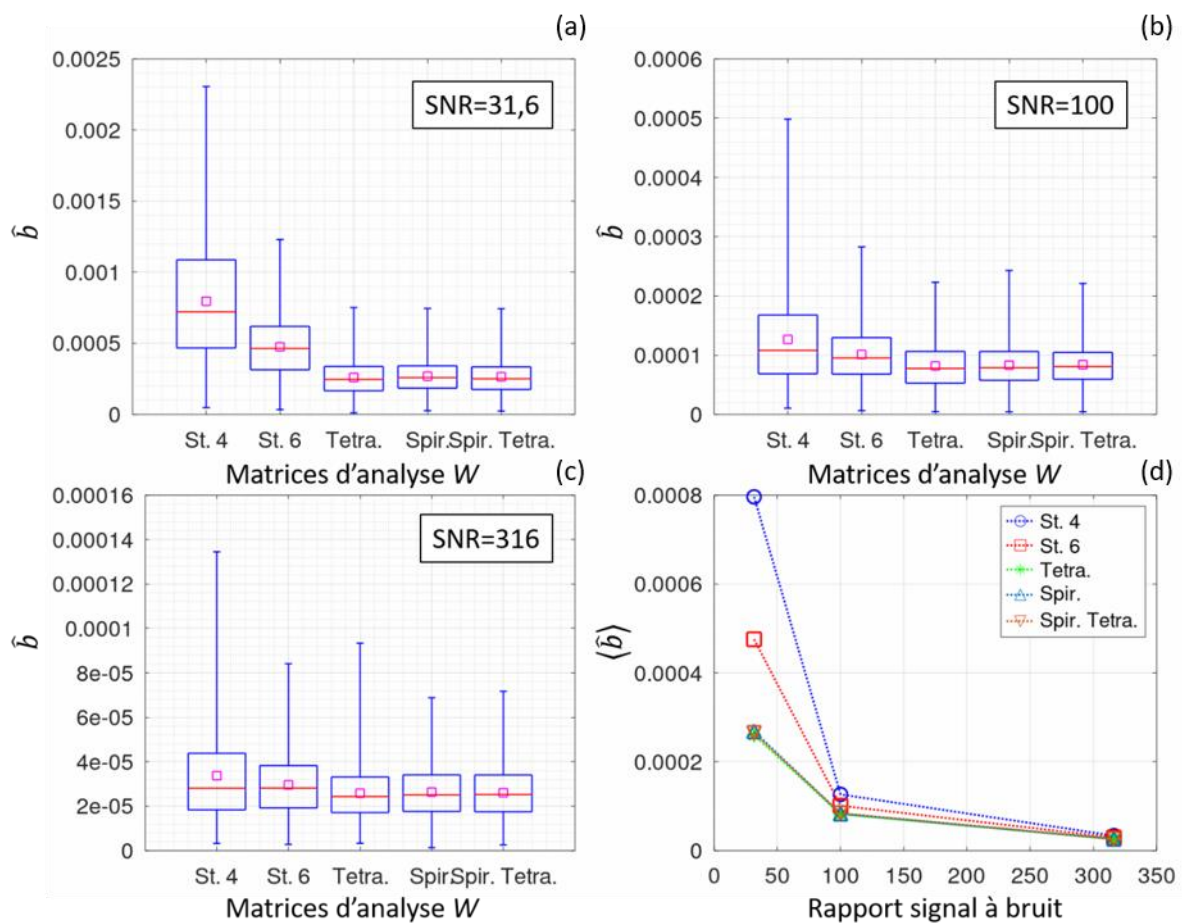 (a)
0.0025
0.002
0.0015
0.001
0.0005
0
b̂
SNR=31,6
St. 4 St. 6 Tetra. Spir. Spir. Tetra.
Matrices d'analyse W
(b)
0.0006
0.0005
0.0004
0.0003
0.0002
0.0001
0
b̂
SNR=100
St. 4 St. 6 Tetra. Spir. Spir. Tetra.
Matrices d'analyse W
(c)
0.00016
0.00014
0.00012
0.0001
8e-05
6e-05
4e-05
2e-05
0
b̂
SNR=316
St. 4 St. 6 Tetra. Spir. Spir. Tetra.
Matrices d'analyse W
(d)
0.0008
0.0006
0.0004
0.0002
0
⟨b̂⟩
St. 4
St. 6
Tetra.
Spir.
Spir. Tetra.
0 50 100 150 200 250 300 350
Rapport signal à bruit